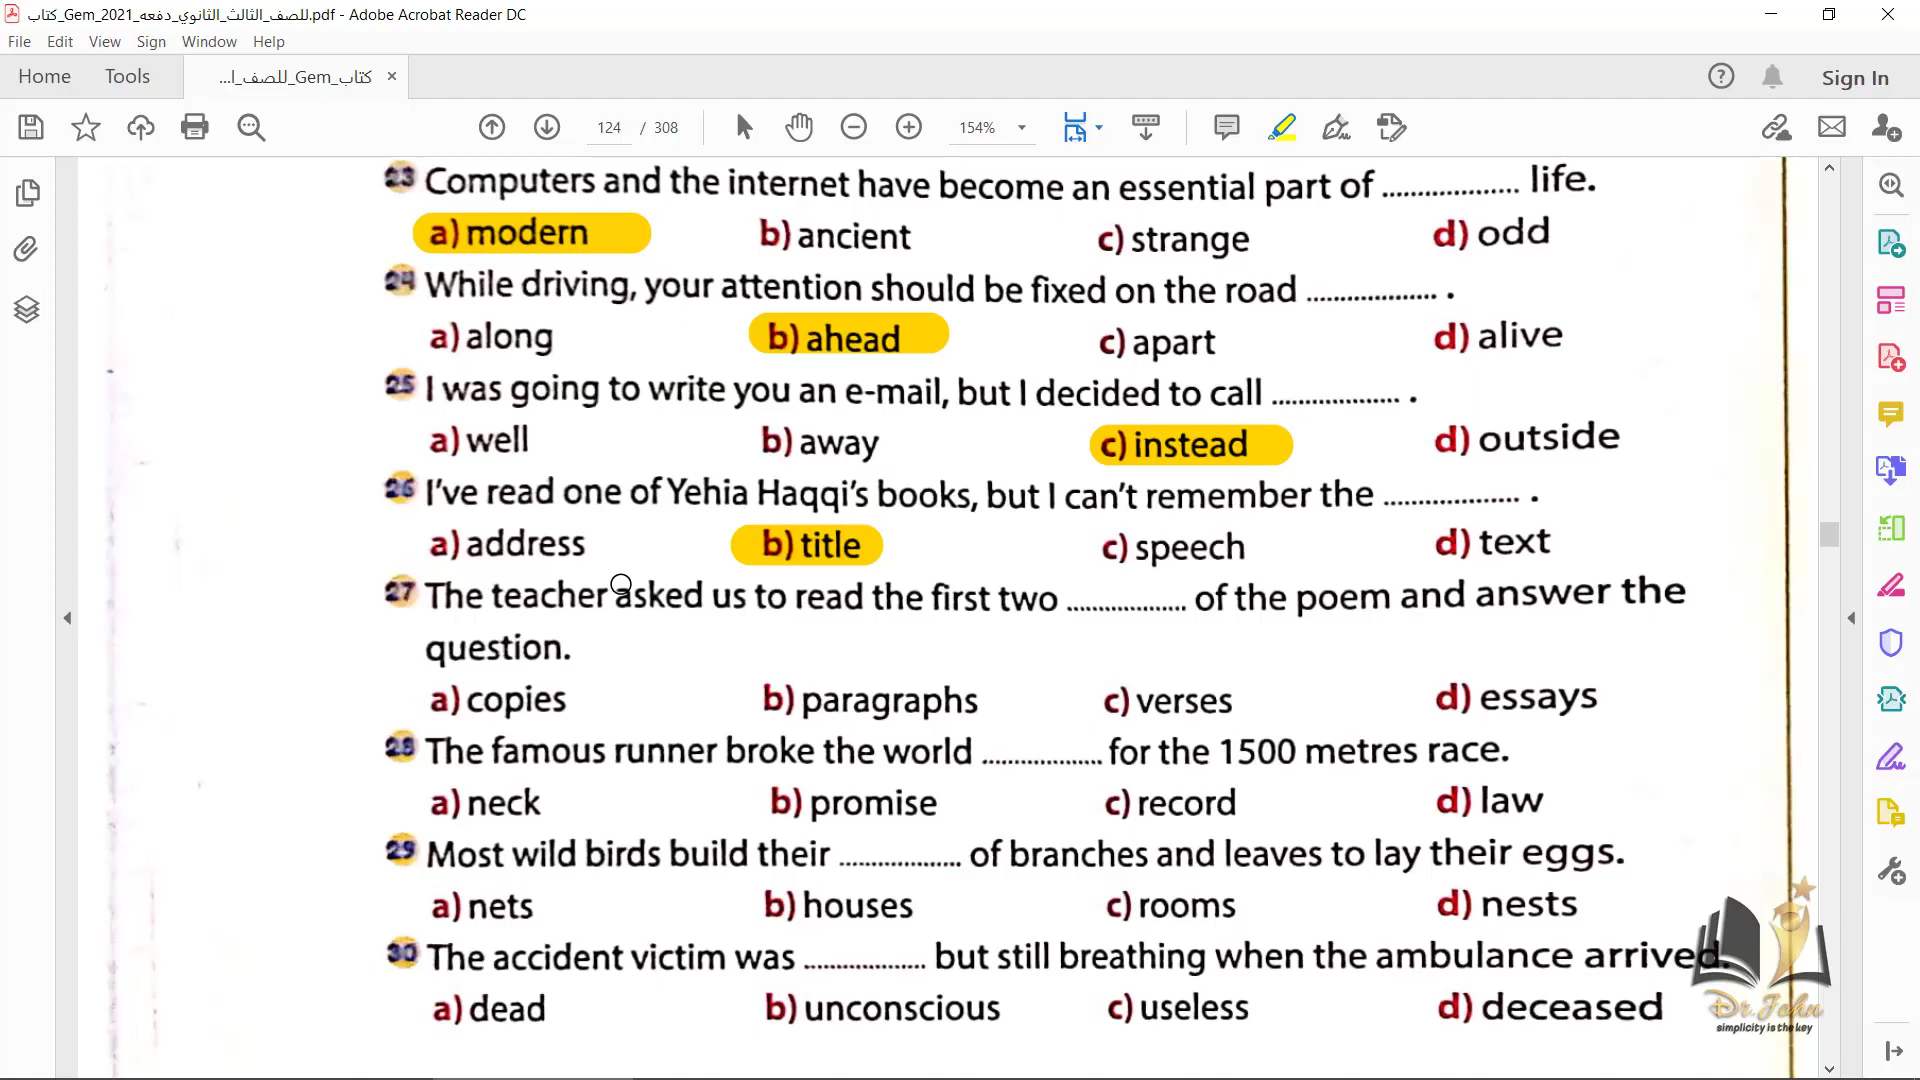 كتاب_Gem_للصف_الثالث_الثانوي_دفعه_2021.pdf - Adobe Acrobat Reader DC
File Edit View Sign Window Help
Home Tools كتاب_Gem_للصف_ا... × Sign In
124 / 308 154%
23 Computers and the internet have become an essential part of .................. life.
a) modern b) ancient c) strange d) odd
24 While driving, your attention should be fixed on the road .................. .
a) along b) ahead c) apart d) alive
25 I was going to write you an e-mail, but I decided to call .................. .
a) well b) away c) instead d) outside
26 I've read one of Yehia Haqqi's books, but I can't remember the .................. .
a) address b) title c) speech d) text
27 The teacher asked us to read the first two .................. of the poem and answer the
question.
a) copies b) paragraphs c) verses d) essays
28 The famous runner broke the world .................. for the 1500 metres race.
a) neck b) promise c) record d) law
29 Most wild birds build their .................. of branches and leaves to lay their eggs.
a) nets b) houses c) rooms d) nests
30 The accident victim was .................. but still breathing when the ambulance arrived.
a) dead b) unconscious c) useless d) deceased
Dr. John
simplicity is the key